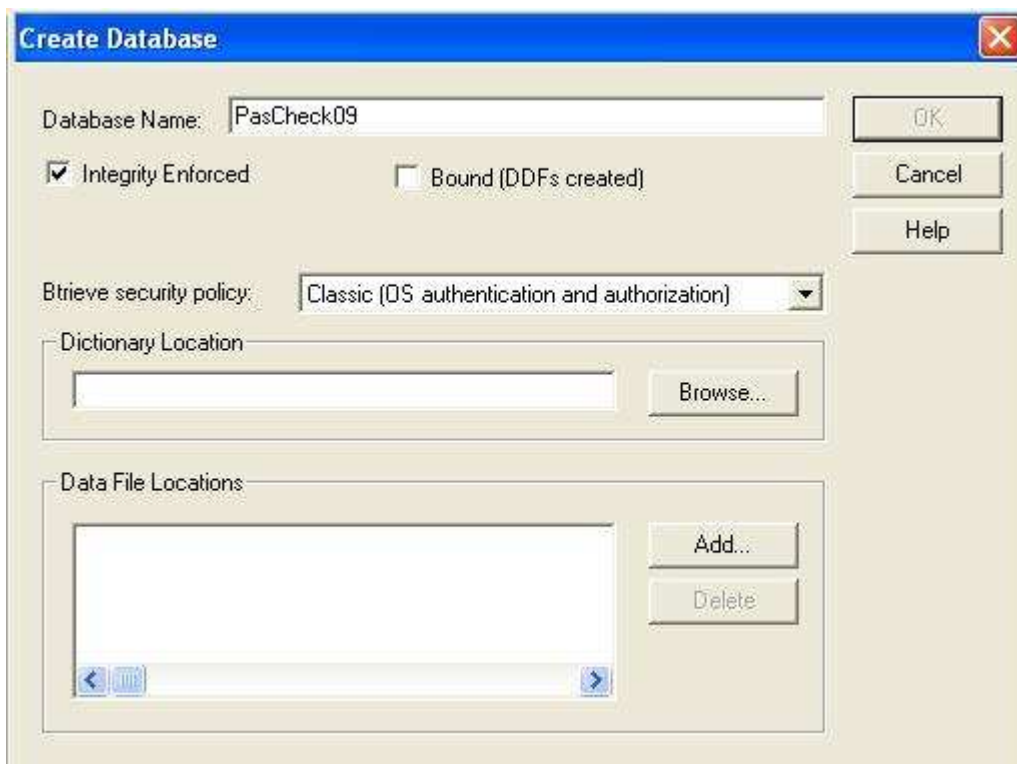 Create Database
Database Name: PasCheck09
OK
Integrity Enforced
Bound (DDFs created)
Cancel
Help
Btrieve security policy: Classic (OS authentication and authorization)
Dictionary Location
Browse...
Data File Locations
Add...
Delete